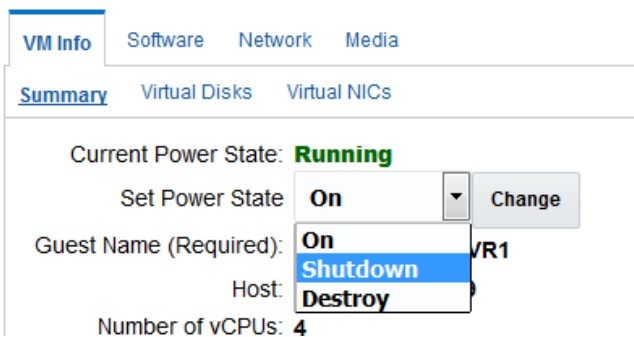 VM Info Software Network Media
Summary Virtual Disks Virtual NICs
Current Power State: Running
Set Power State On Change
Guest Name (Required): On VR1
Shutdown
Host:
Destroy
Number of vCPUs: 4